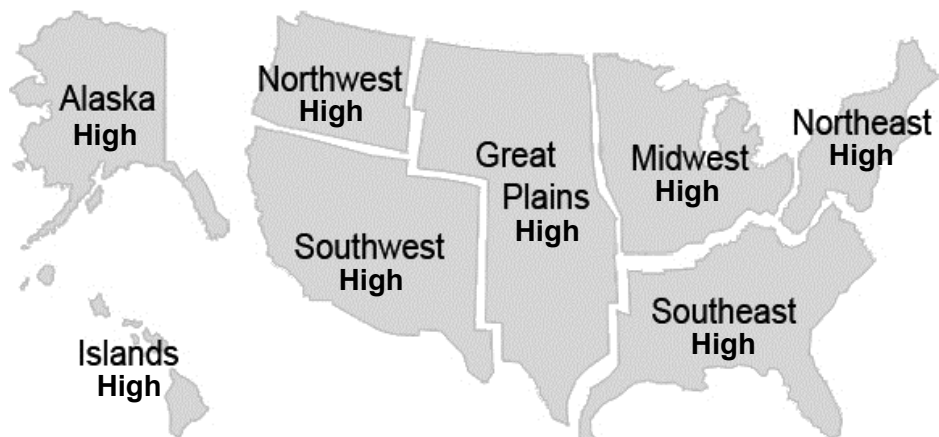 Alaska
High
Northwest
High
Great
Plains
High
Midwest
High
Northeast
High
Southwest
High
Southeast
High
Islands
High